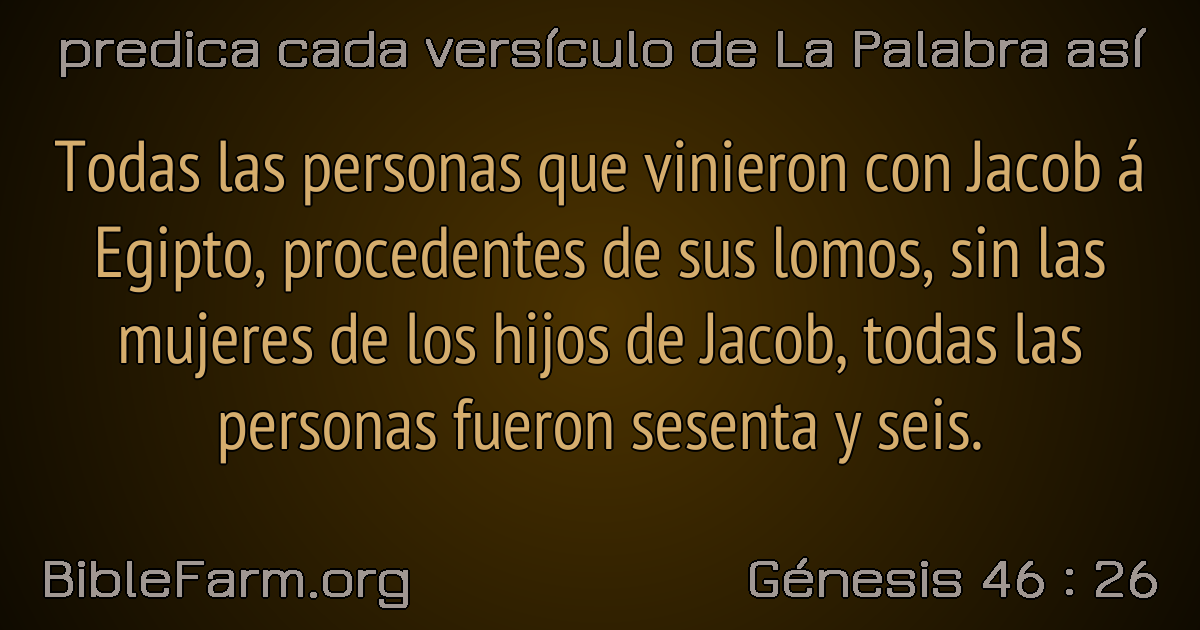 predica cada versículo de La Palabra así
Todas las personas que vinieron con Jacob á
Egipto, procedentes de sus lomos, sin las
mujeres de los hijos de Jacob, todas las
personas fueron sesenta y seis.
BibleFarm.org
Génesis 46 : 26